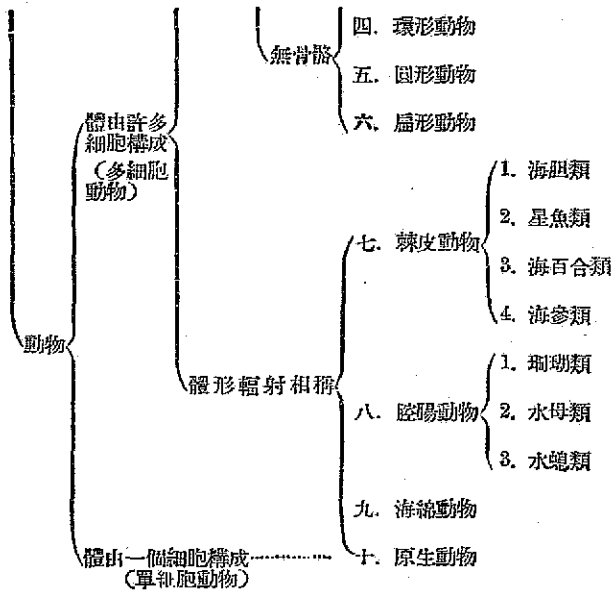 四. 環形動物
無骨骼
五. 圓形動物
六. 扁形動物
體由許多
細胞構成
(多細胞
動物)
1. 海胆類
2. 星魚類
七. 棘皮動物
3. 海百合類
4. 海參類
動物
體形輻射相稱
1. 珊瑚類
八. 腔腸動物
2. 水母類
3. 水螅類
九. 海綿動物
體由一個細胞構成
(單細胞動物)
十. 原生動物